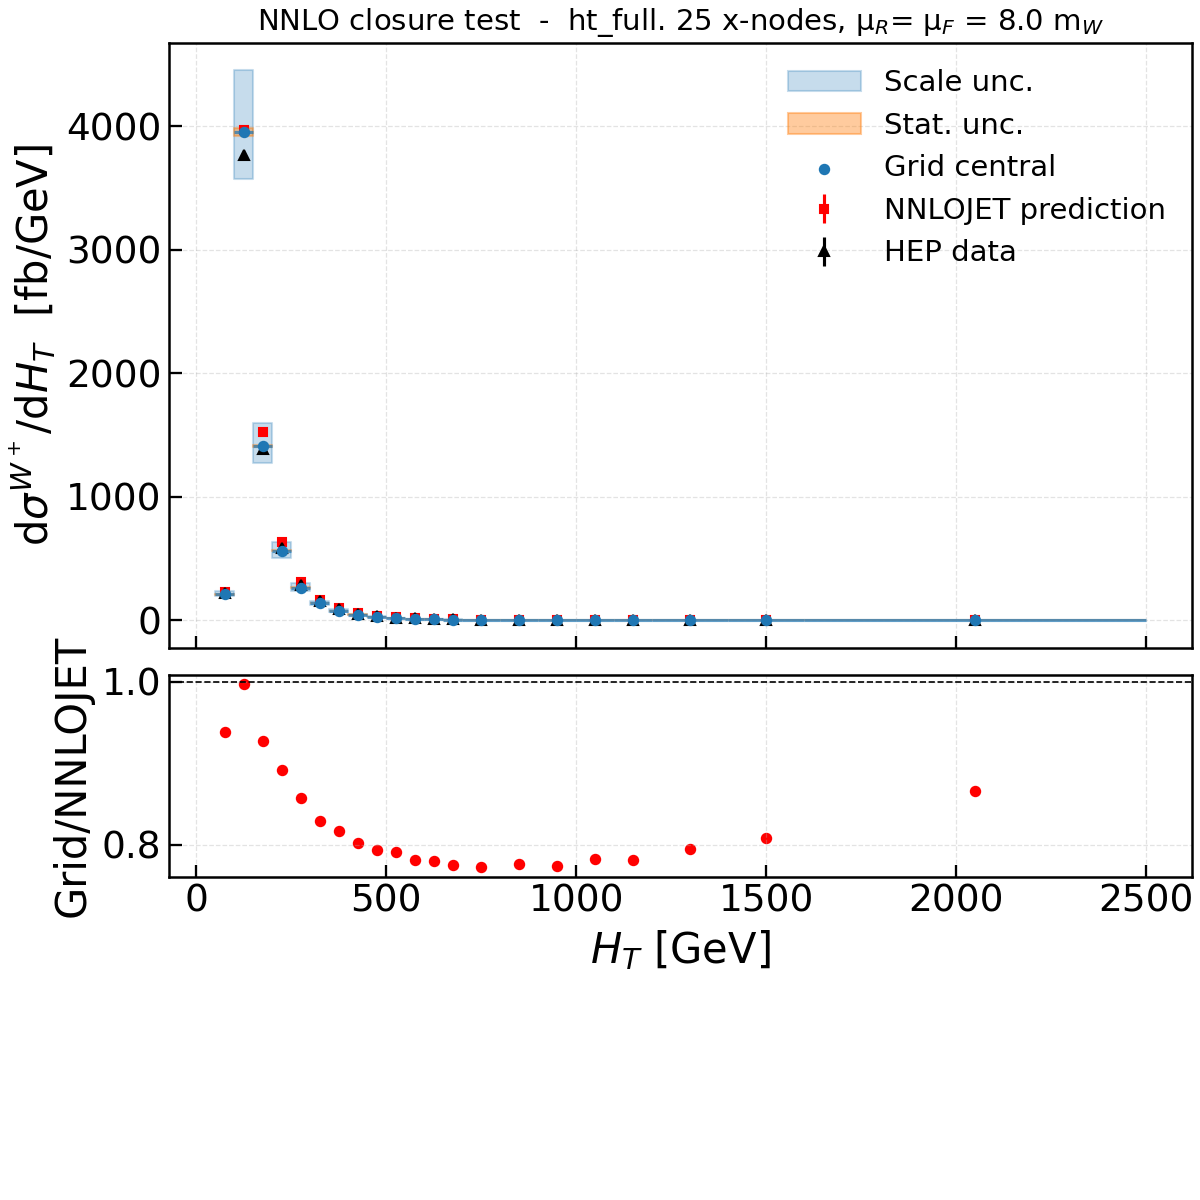 NNLO closure test  -  ht_full. 25 x-nodes, μR= μF = 8.0 mW
Scale unc.
Stat. unc.
Grid central
NNLOJET prediction
HEP data
dσW+/dHT [fb/GeV]
4000
3000
2000
1000
0
Grid/NNLOJET
1.0
0.8
0 500 1000 1500 2000 2500
HT [GeV]